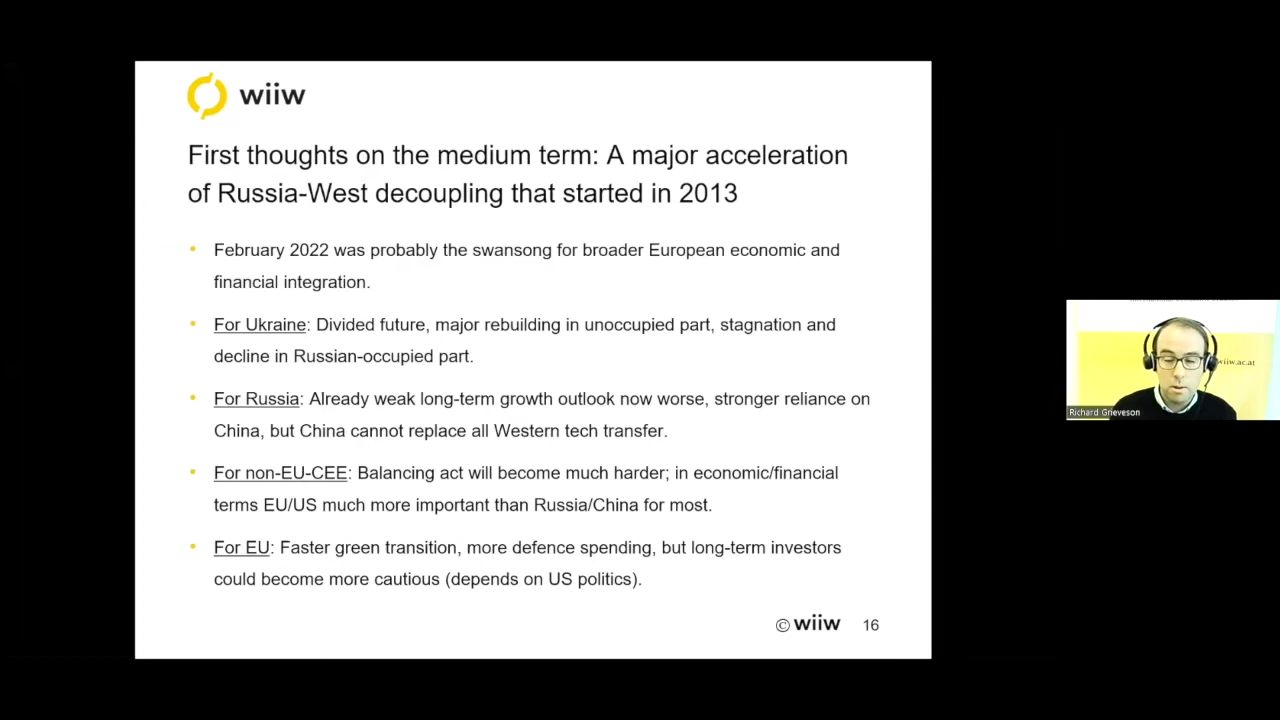 wiiw
First thoughts on the medium term: A major acceleration
of Russia-West decoupling that started in 2013
• February 2022 was probably the swansong for broader European economic and
financial integration.
• For Ukraine: Divided future, major rebuilding in unoccupied part, stagnation and
decline in Russian-occupied part.
• For Russia: Already weak long-term growth outlook now worse, stronger reliance on
China, but China cannot replace all Western tech transfer.
• For non-EU-CEE: Balancing act will become much harder; in economic/financial
terms EU/US much more important than Russia/China for most.
• For EU: Faster green transition, more defence spending, but long-term investors
could become more cautious (depends on US politics).
© wiiw 16
wiiw.ac.at
Richard Grieveson